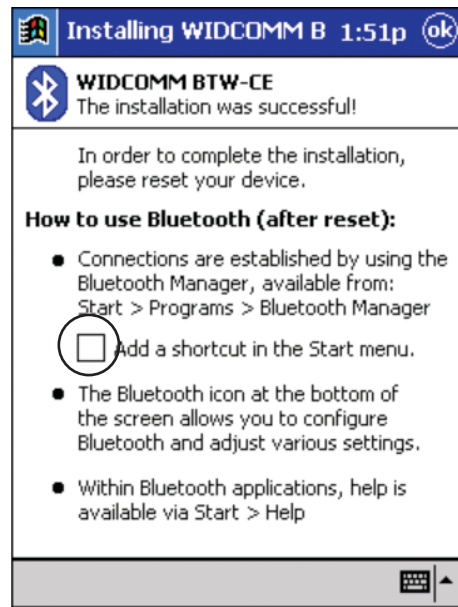 Installing WIDCOMM B 1:51p ok
WIDCOMM BTW-CE
The installation was successful!
In order to complete the installation,
please reset your device.
How to use Bluetooth (after reset):
• Connections are established by using the
Bluetooth Manager, available from:
Start > Programs > Bluetooth Manager
Add a shortcut in the Start menu.
• The Bluetooth icon at the bottom of
the screen allows you to configure
Bluetooth and adjust various settings.
• Within Bluetooth applications, help is
available via Start > Help